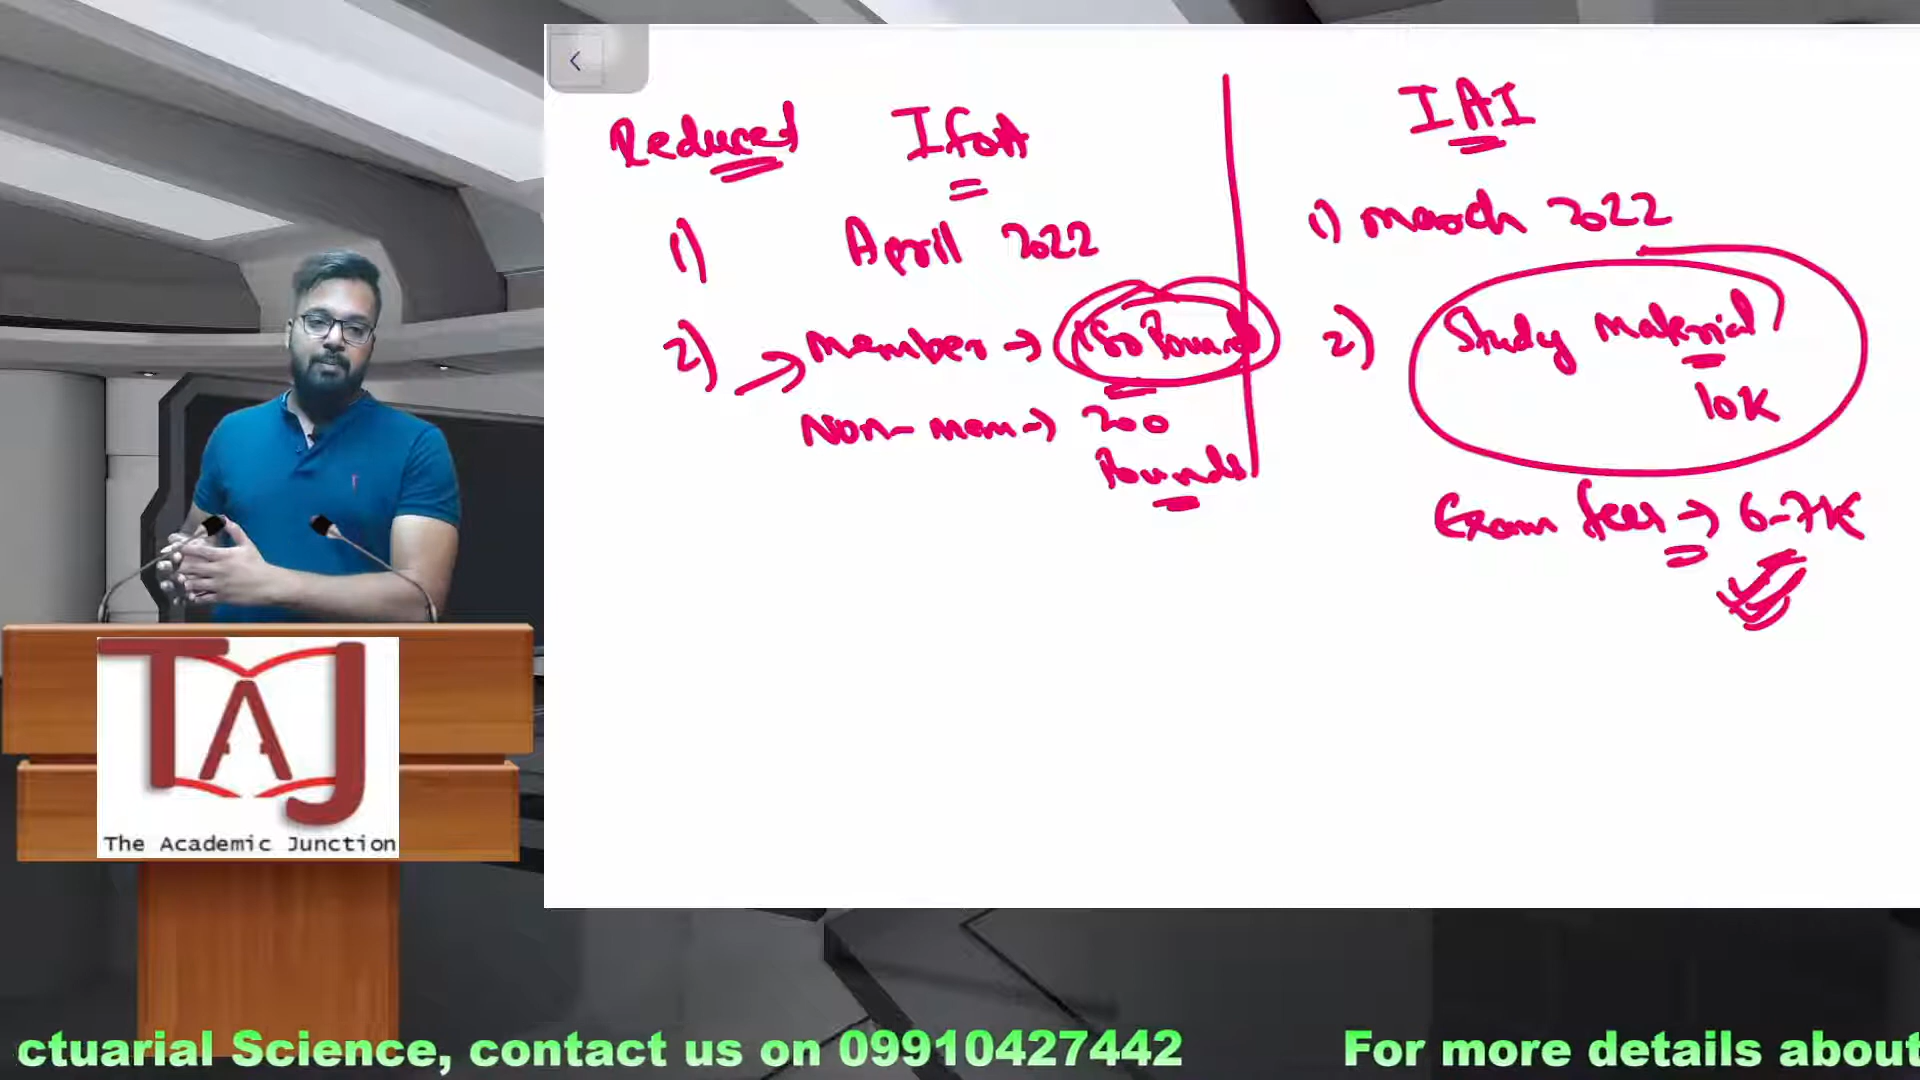 Reduced IfoA
1) April 2022
2) → Member → 150 Pounds
Non-mem → 200
Pounds
IAI
1) March 2022
2) Study Material
10K
Exam fees → 6-7K
TAJ
The Academic Junction
ctuarial Science, contact us on 09910427442 For more details about